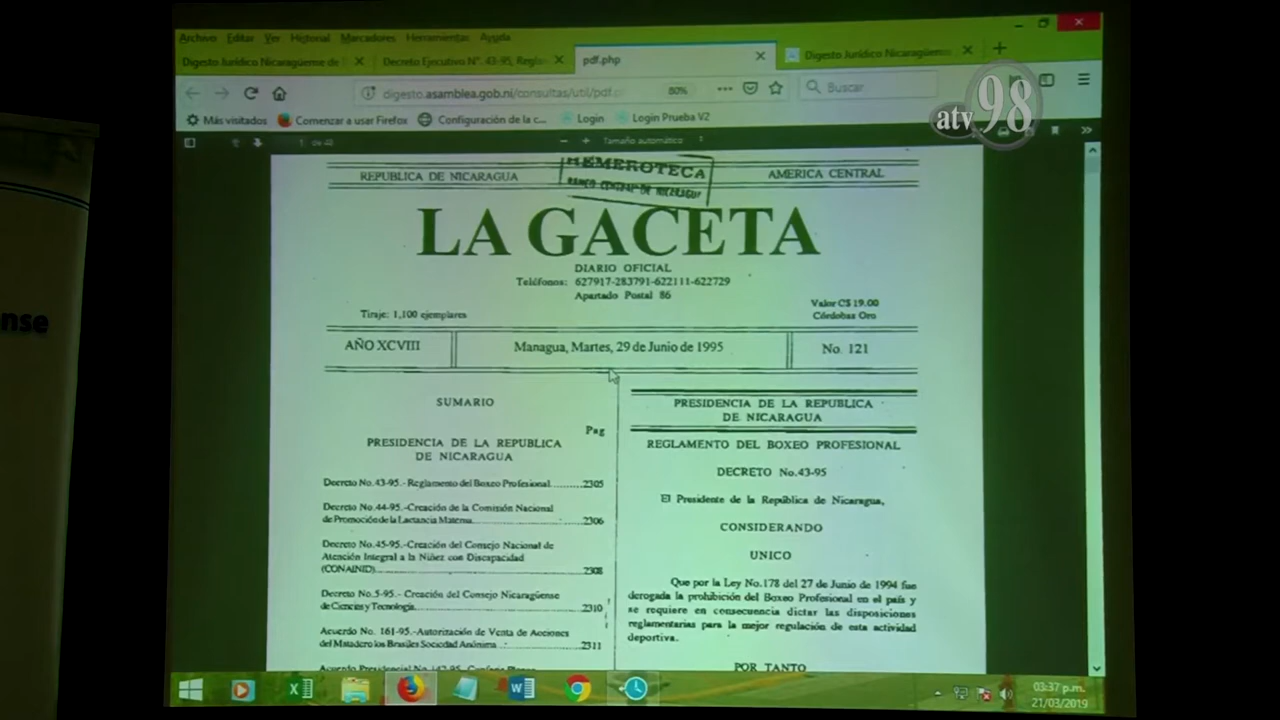 Archivo Editar Ver Historial Marcadores Herramientas Ayuda
Digesto Jurídico Nicaragüense de
Decreto Ejecutivo N°. 43-95, Regla
pdf.php
Digesto Jurídico Nicaragüense
digesto.asamblea.gob.ni/consultas/util/pdf.
80%
Buscar
atv 98
Más visitados
Comenzar a usar Firefox
Configuración de la c...
Login
Login Prueba V2
Tamaño automático
REPUBLICA DE NICARAGUA
HEMEROTECA
BANCO CENTRAL DE NICARAGUA
AMERICA CENTRAL
LA GACETA
DIARIO OFICIAL
Teléfonos: 627917-283791-622111-622729
Apartado Postal 86
Tiraje: 1,100 ejemplares
Valor C$ 19.00
Córdobas Oro
AÑO XCVIII
Managua, Martes, 29 de Junio de 1995
No. 121
nse
SUMARIO
Pag
PRESIDENCIA DE LA REPUBLICA
DE NICARAGUA
Decreto No.43-95.- Reglamento del Boxeo Profesional.........2305
Decreto No.44-95.-Creación de la Comisión Nacional
de Promoción de la Lactancia Materna..............2306
Decreto No.45-95.-Creación del Consejo Nacional de
Atención Integral a la Niñez con Discapacidad
(CONAINID)..............2308
Decreto No.5-95.- Creación del Consejo Nicaragüense
de Ciencias y Tecnología..............2310
Acuerdo No. 161-95.-Autorización de Venta de Acciones
del Matadero los Brasiles Sociedad Anónima ..............2311
PRESIDENCIA DE LA REPUBLICA
DE NICARAGUA
REGLAMENTO DEL BOXEO PROFESIONAL
DECRETO No.43-95
El Presidente de la República de Nicaragua,
CONSIDERANDO
UNICO
Que por la Ley No.178 del 27 de Junio de 1994 fue
derogada la prohibición del Boxeo Profesional en el país y
se requiere en consecuencia dictar las disposiciones
reglamentarias para la mejor regulación de esta actividad
deportiva.
POR TANTO
03:37 p.m.
21/03/2019